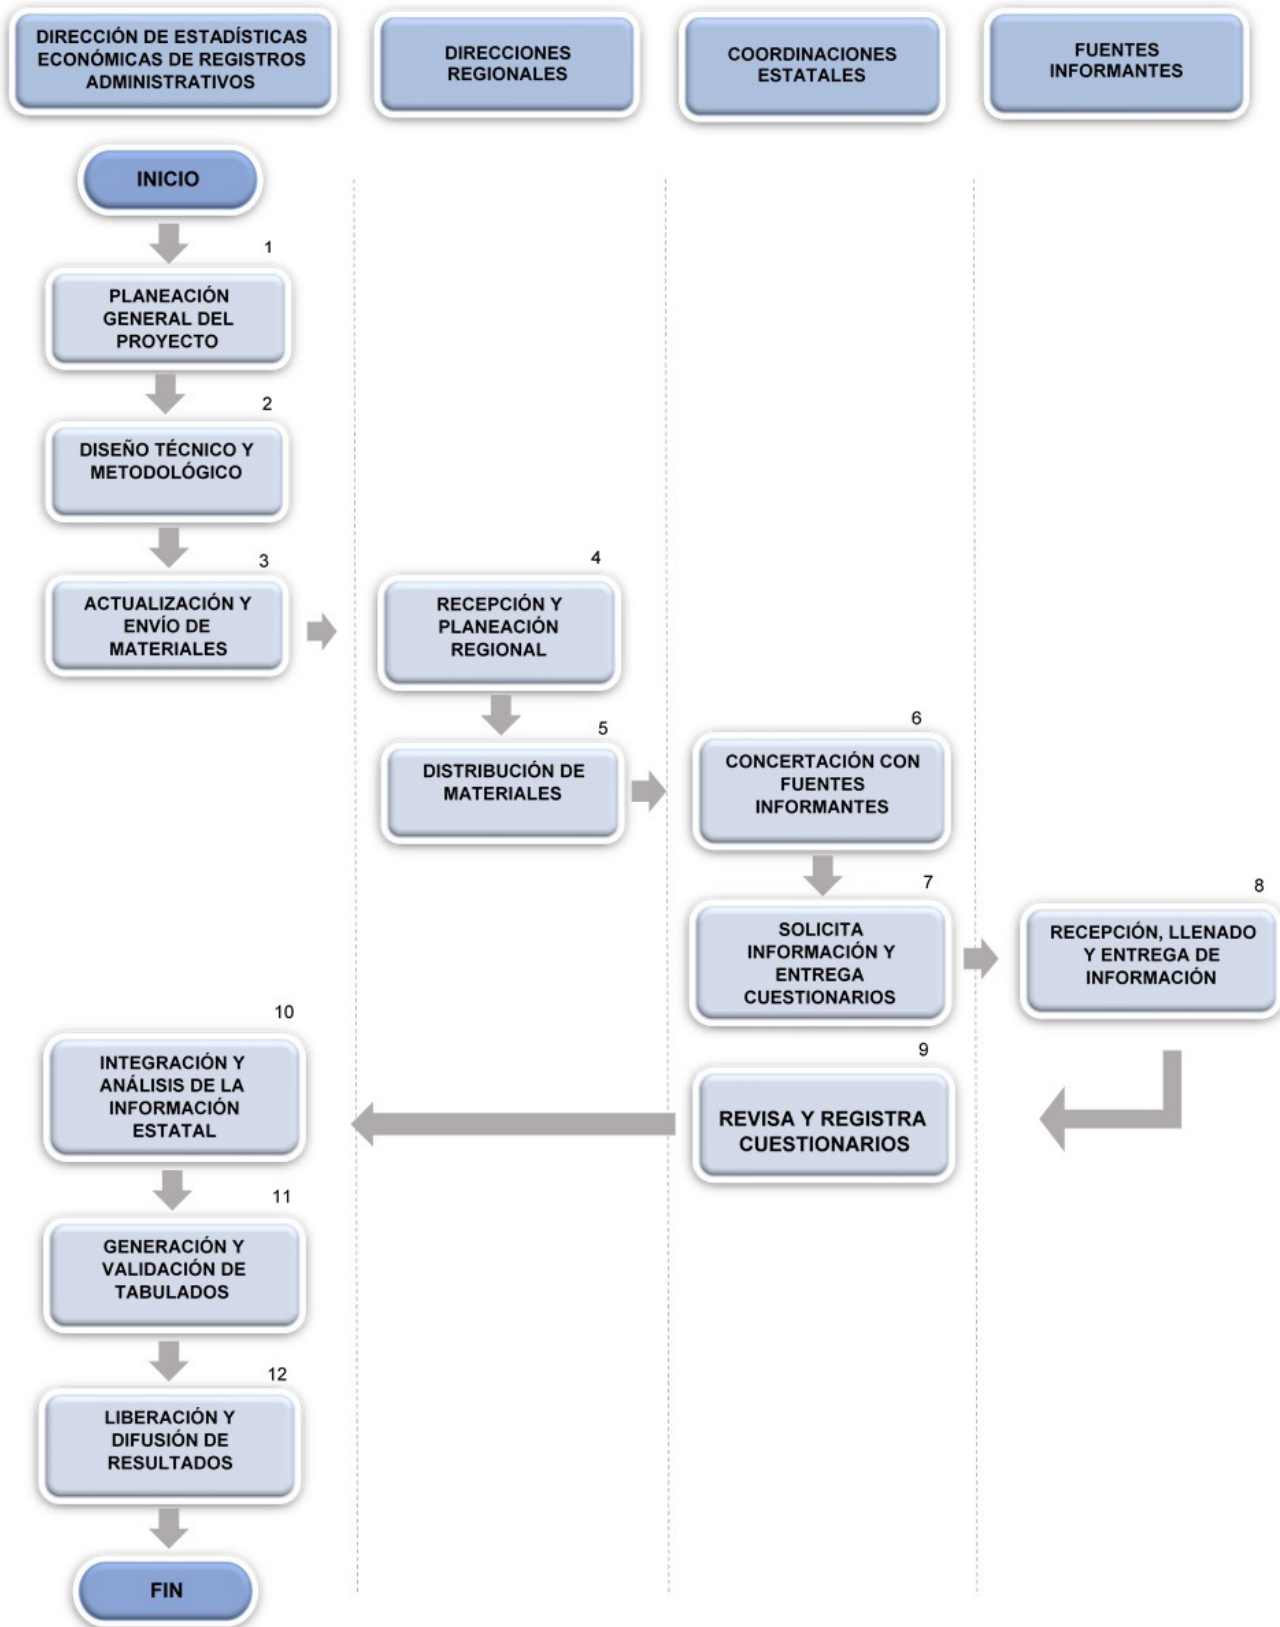 DIRECCIÓN DE ESTADÍSTICAS
ECONÓMICAS DE REGISTROS
ADMINISTRATIVOS
DIRECCIONES
REGIONALES
COORDINACIONES
ESTATALES
FUENTES
INFORMANTES
INICIO
1
PLANEACIÓN
GENERAL DEL
PROYECTO
2
DISEÑO TÉCNICO Y
METODOLÓGICO
3
ACTUALIZACIÓN Y
ENVÍO DE
MATERIALES
4
RECEPCIÓN Y
PLANEACIÓN
REGIONAL
5
DISTRIBUCIÓN DE
MATERIALES
6
CONCERTACIÓN CON
FUENTES
INFORMANTES
7
SOLICITA
INFORMACIÓN Y
ENTREGA
CUESTIONARIOS
8
RECEPCIÓN, LLENADO
Y ENTREGA DE
INFORMACIÓN
9
REVISA Y REGISTRA
CUESTIONARIOS
10
INTEGRACIÓN Y
ANÁLISIS DE LA
INFORMACIÓN
ESTATAL
11
GENERACIÓN Y
VALIDACIÓN DE
TABULADOS
12
LIBERACIÓN Y
DIFUSIÓN DE
RESULTADOS
FIN